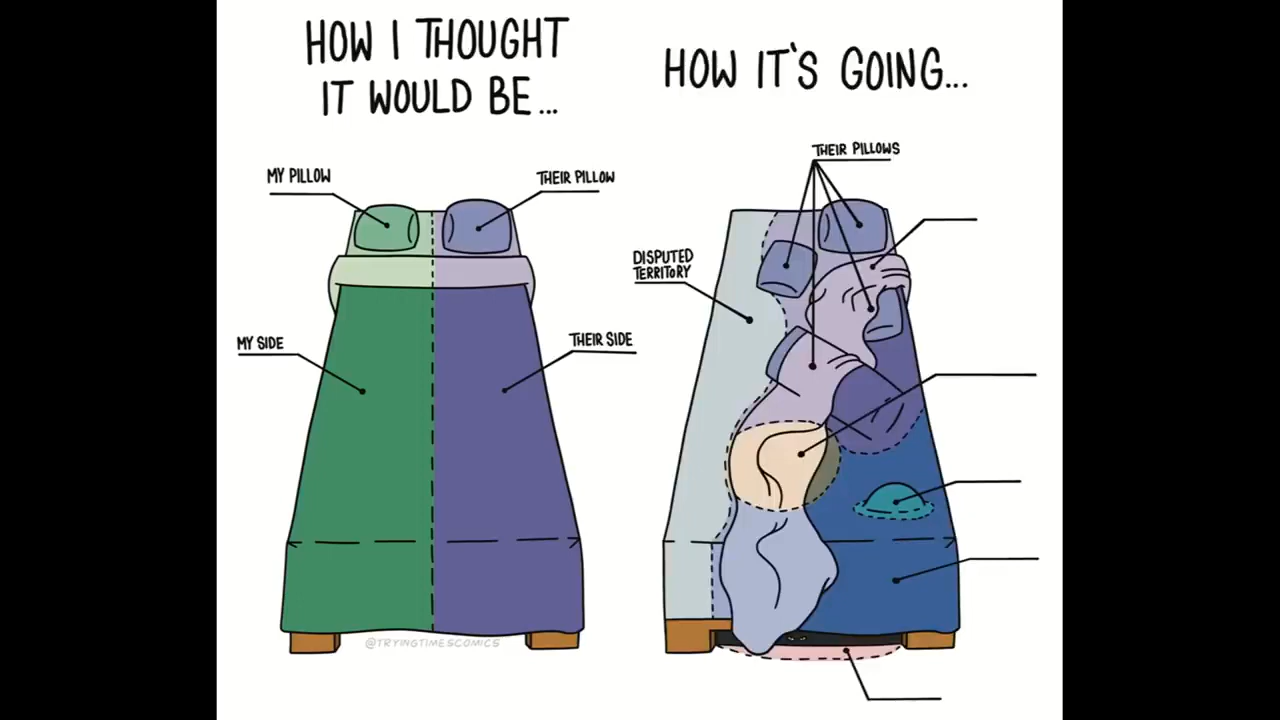 HOW I THOUGHT
IT WOULD BE...
HOW IT'S GOING...
MY PILLOW
THEIR PILLOW
MY SIDE
THEIR SIDE
@TRYINGTIMESCOMICS
THEIR PILLOWS
DISPUTED
TERRITORY